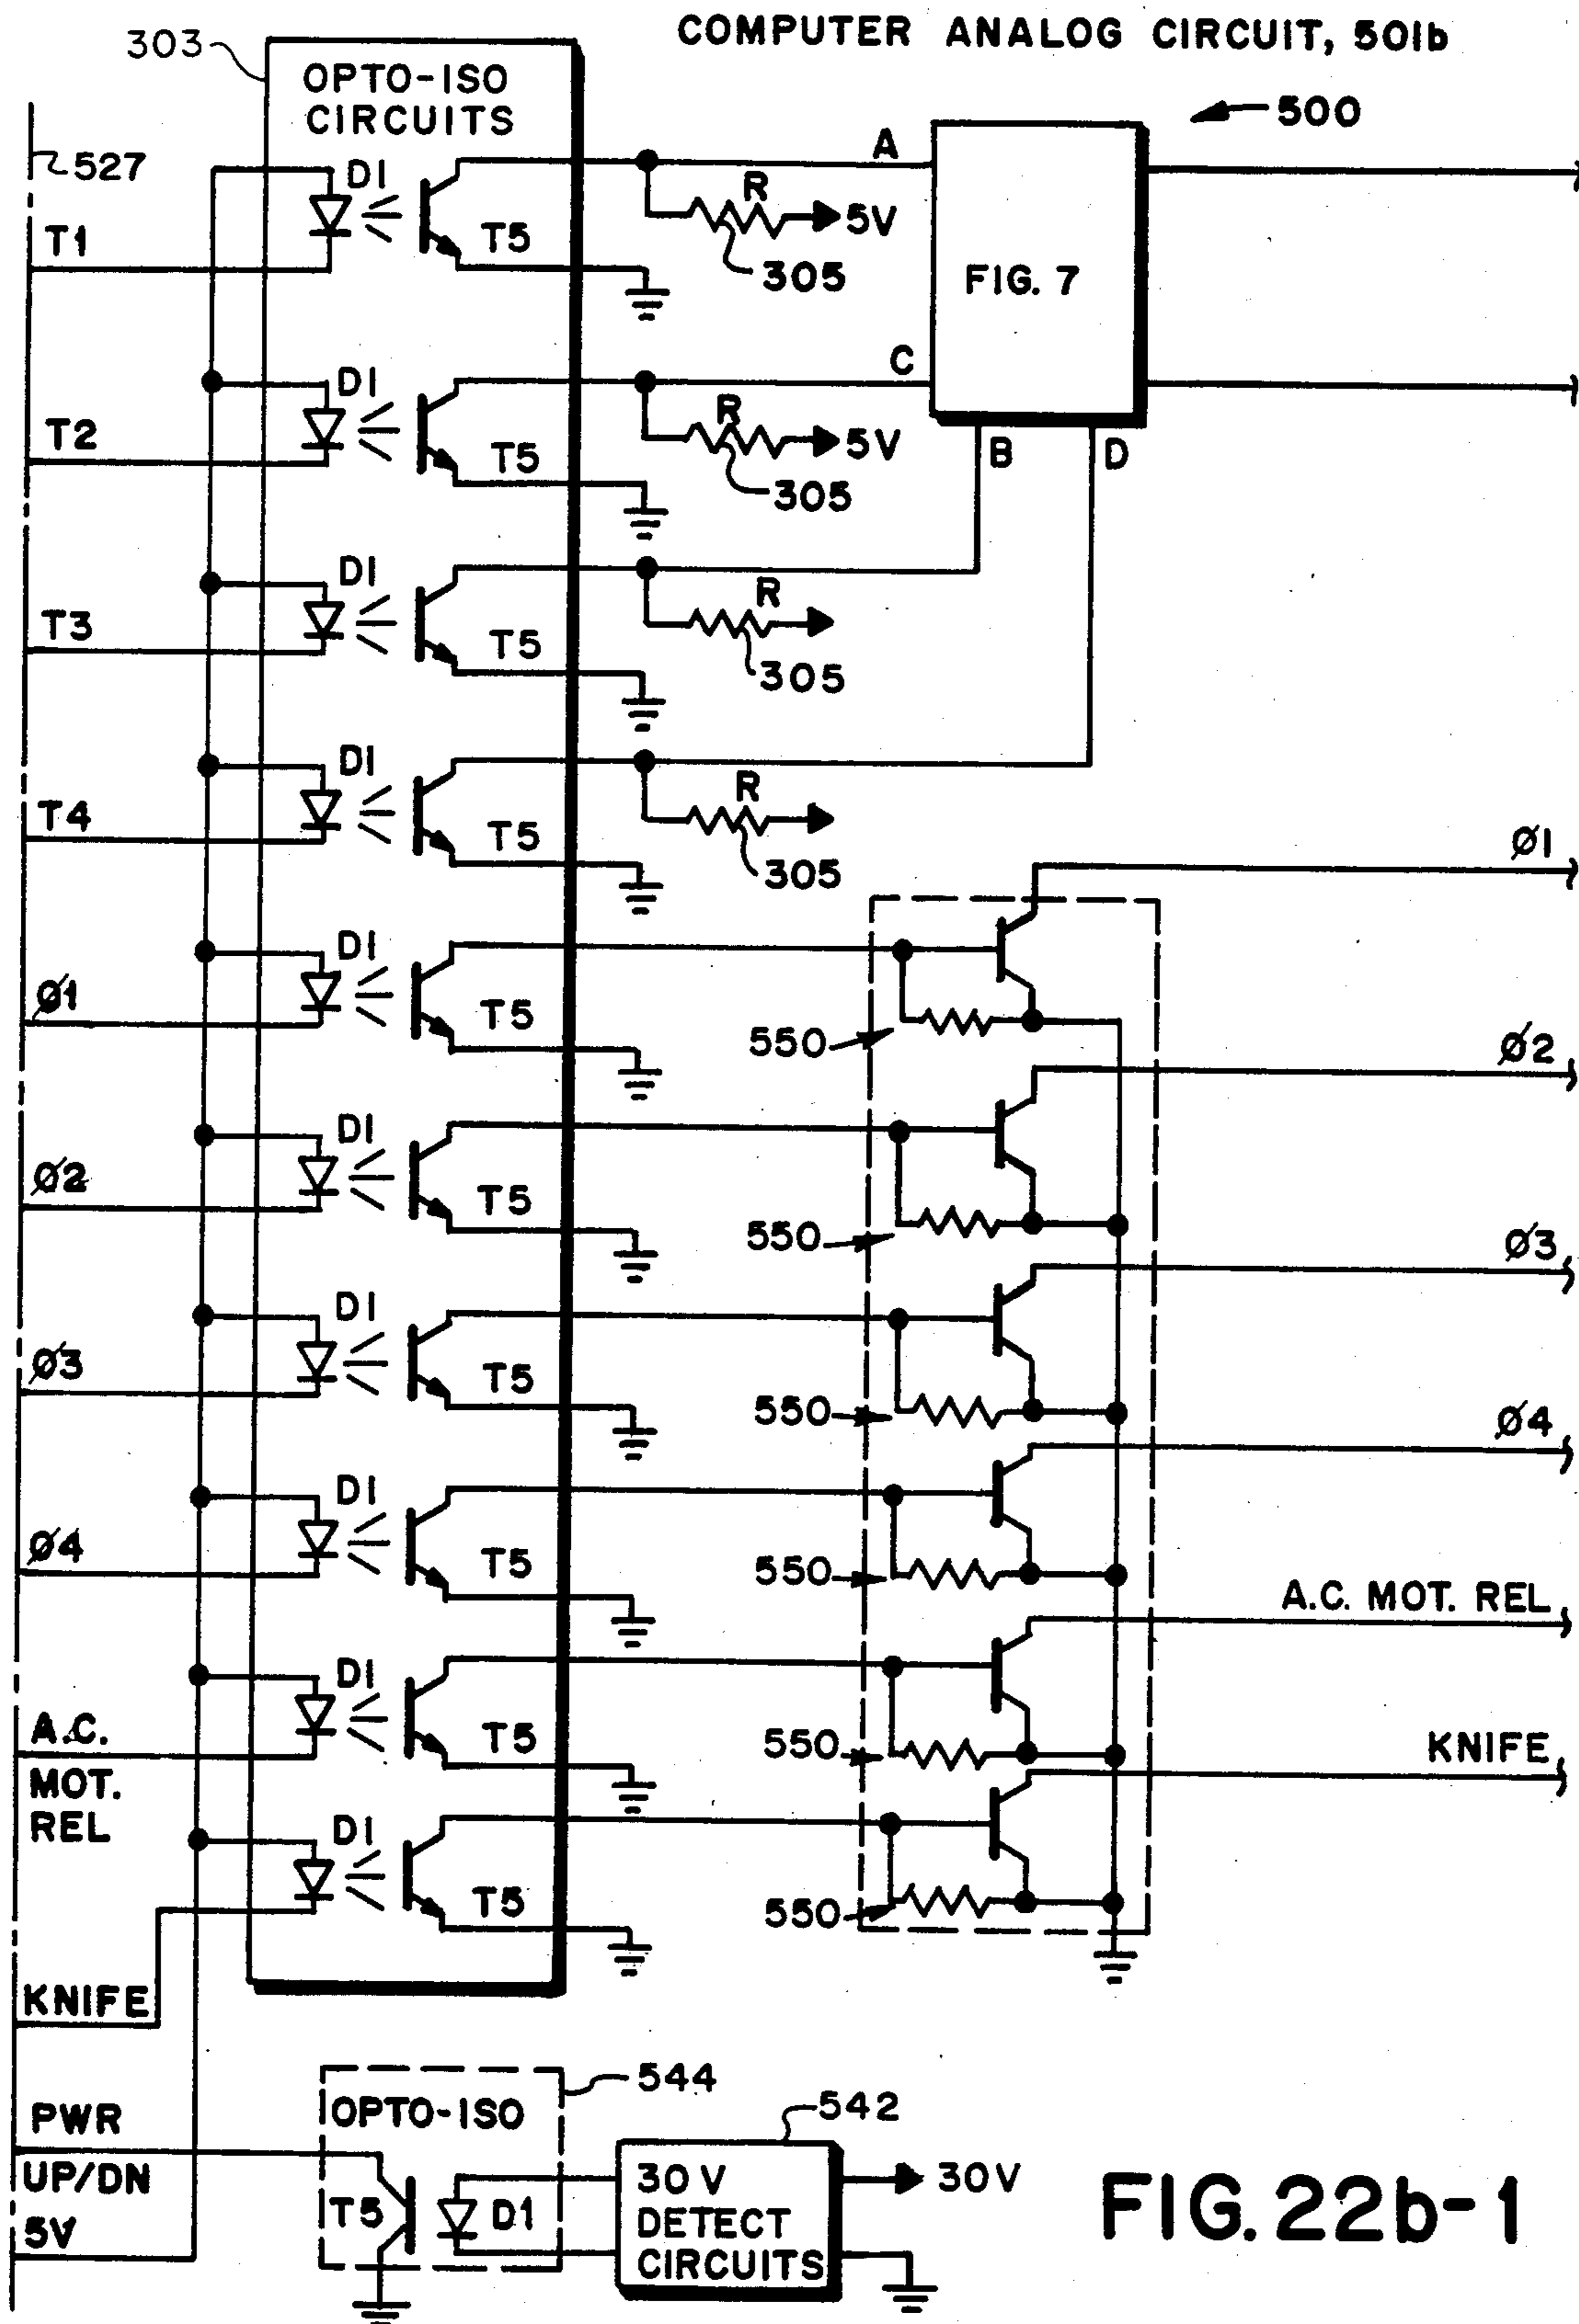 COMPUTER ANALOG CIRCUIT, 501b
303
OPTO-ISO
CIRCUITS
500
527
D1
T5
A
R
5V
305
FIG. 7
T1
D1
T5
C
R
5V
305
T2
B
D
D1
T5
R
305
T3
D1
T5
R
305
T4
Ø1
D1
T5
Ø1
550
Ø2
D1
T5
Ø2
550
Ø3
D1
T5
Ø3
550
Ø4
D1
T5
Ø4
550
A.C. MOT. REL
D1
T5
A.C.
MOT.
REL
550
KNIFE
D1
T5
550
KNIFE
544
OPTO-ISO
542
PWR
UP/DN
5V
T5
D1
30V
DETECT
CIRCUITS
30V
FIG. 22b-1